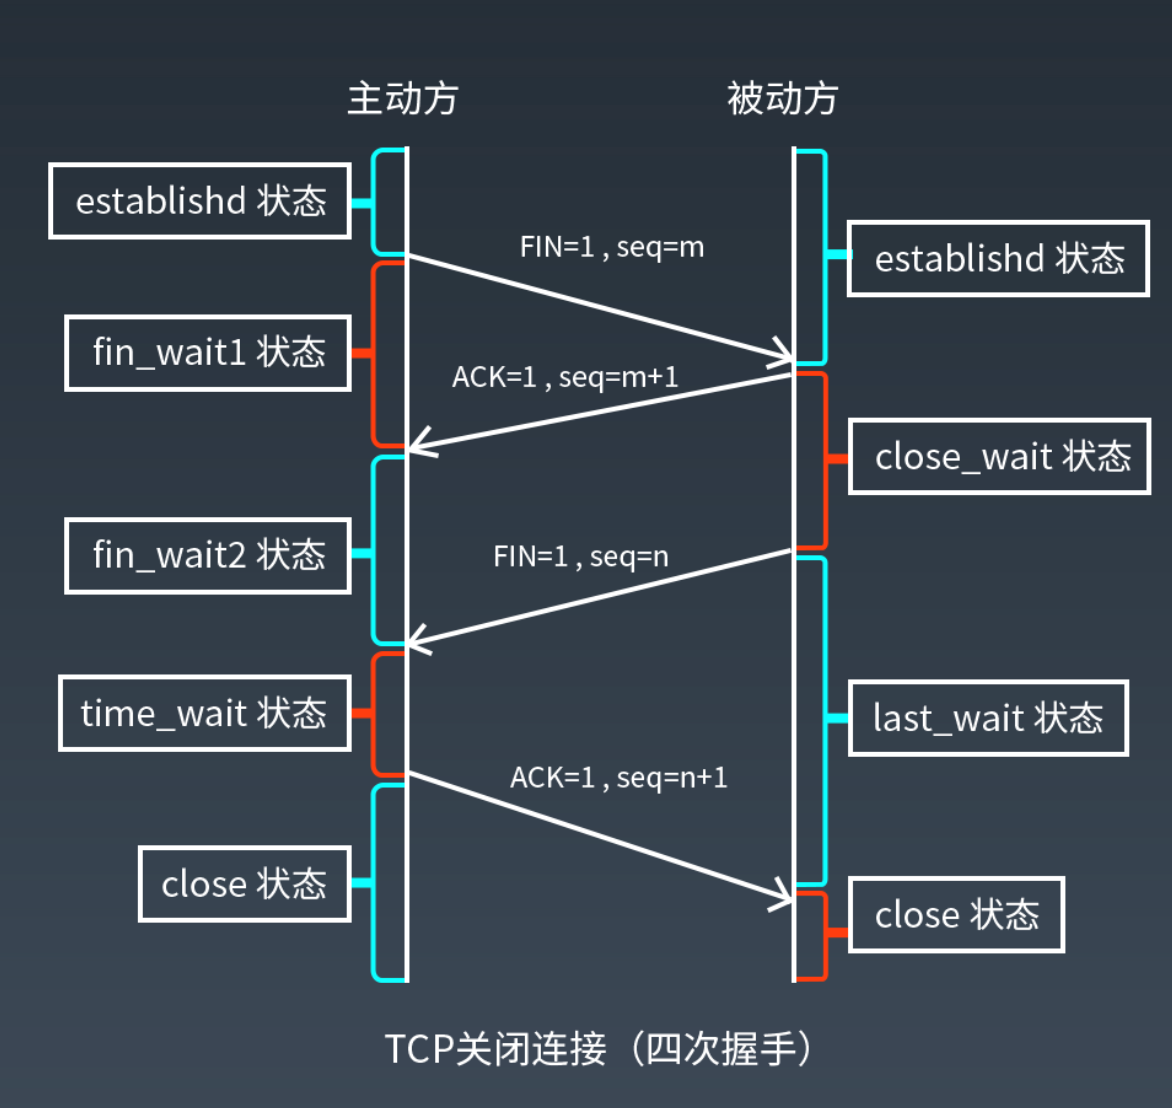 主动方
被动方
establishd 状态
FIN=1 , seq=m
establishd 状态
fin_wait1 状态
ACK=1 , seq=m+1
close_wait 状态
fin_wait2 状态
FIN=1 , seq=n
time_wait 状态
last_wait 状态
ACK=1 , seq=n+1
close 状态
close 状态
TCP关闭连接（四次握手）